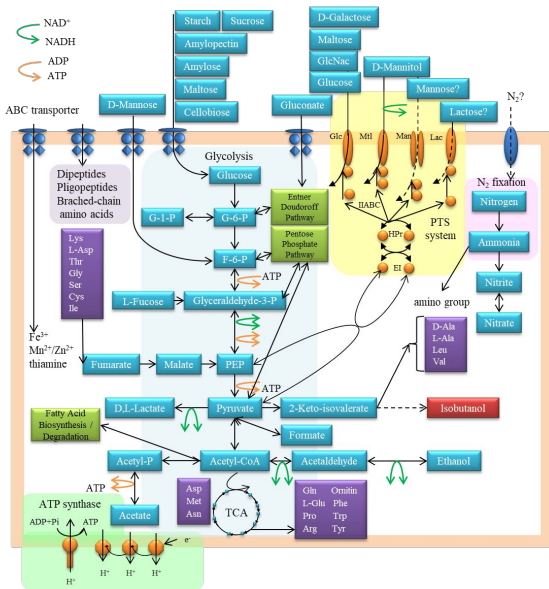 NAD⁺
NADH
ADP
ATP
Starch
Sucrose
Amylopectin
Amylose
Maltose
Cellobiose
D-Galactose
Maltose
GlcNac
Glucose
D-Mannitol
Mannose?
Lactose?
N₂?
ABC transporter
D-Mannose
Gluconate
Glc
Mtl
Man
Lac
Dipeptides
Pligopeptides
Brached-chain
amino acids
Glycolysis
Glucose
G-1-P
G-6-P
F-6-P
Entner
Doudoroff
Pathway
Pentose
Phosphate
Pathway
IIABC
HPr
EI
PTS
system
N₂ fixation
Nitrogen
Ammonia
Nitrite
Nitrate
amino group
Lys
L-Asp
Thr
Gly
Ser
Cys
Ile
ATP
L-Fucose
Glyceraldehyde-3-P
Fe³⁺
Mn²⁺/Zn²⁺
thiamine
Fumarate
Malate
PEP
ATP
D-Ala
L-Ala
Leu
Val
D,L-Lactate
Pyruvate
2-Keto-isovalerate
Isobutanol
Fatty Acid
Biosynthesis /
Degradation
Formate
Acetyl-P
Acetyl-CoA
Acetaldehyde
Ethanol
ATP
Acetate
Asp
Met
Asn
TCA
Gln Ornitin
L-Glu Phe
Pro Trp
Arg Tyr
ATP synthase
ADP+Pi
ATP
e⁻
H⁺
H⁺
H⁺
H⁺